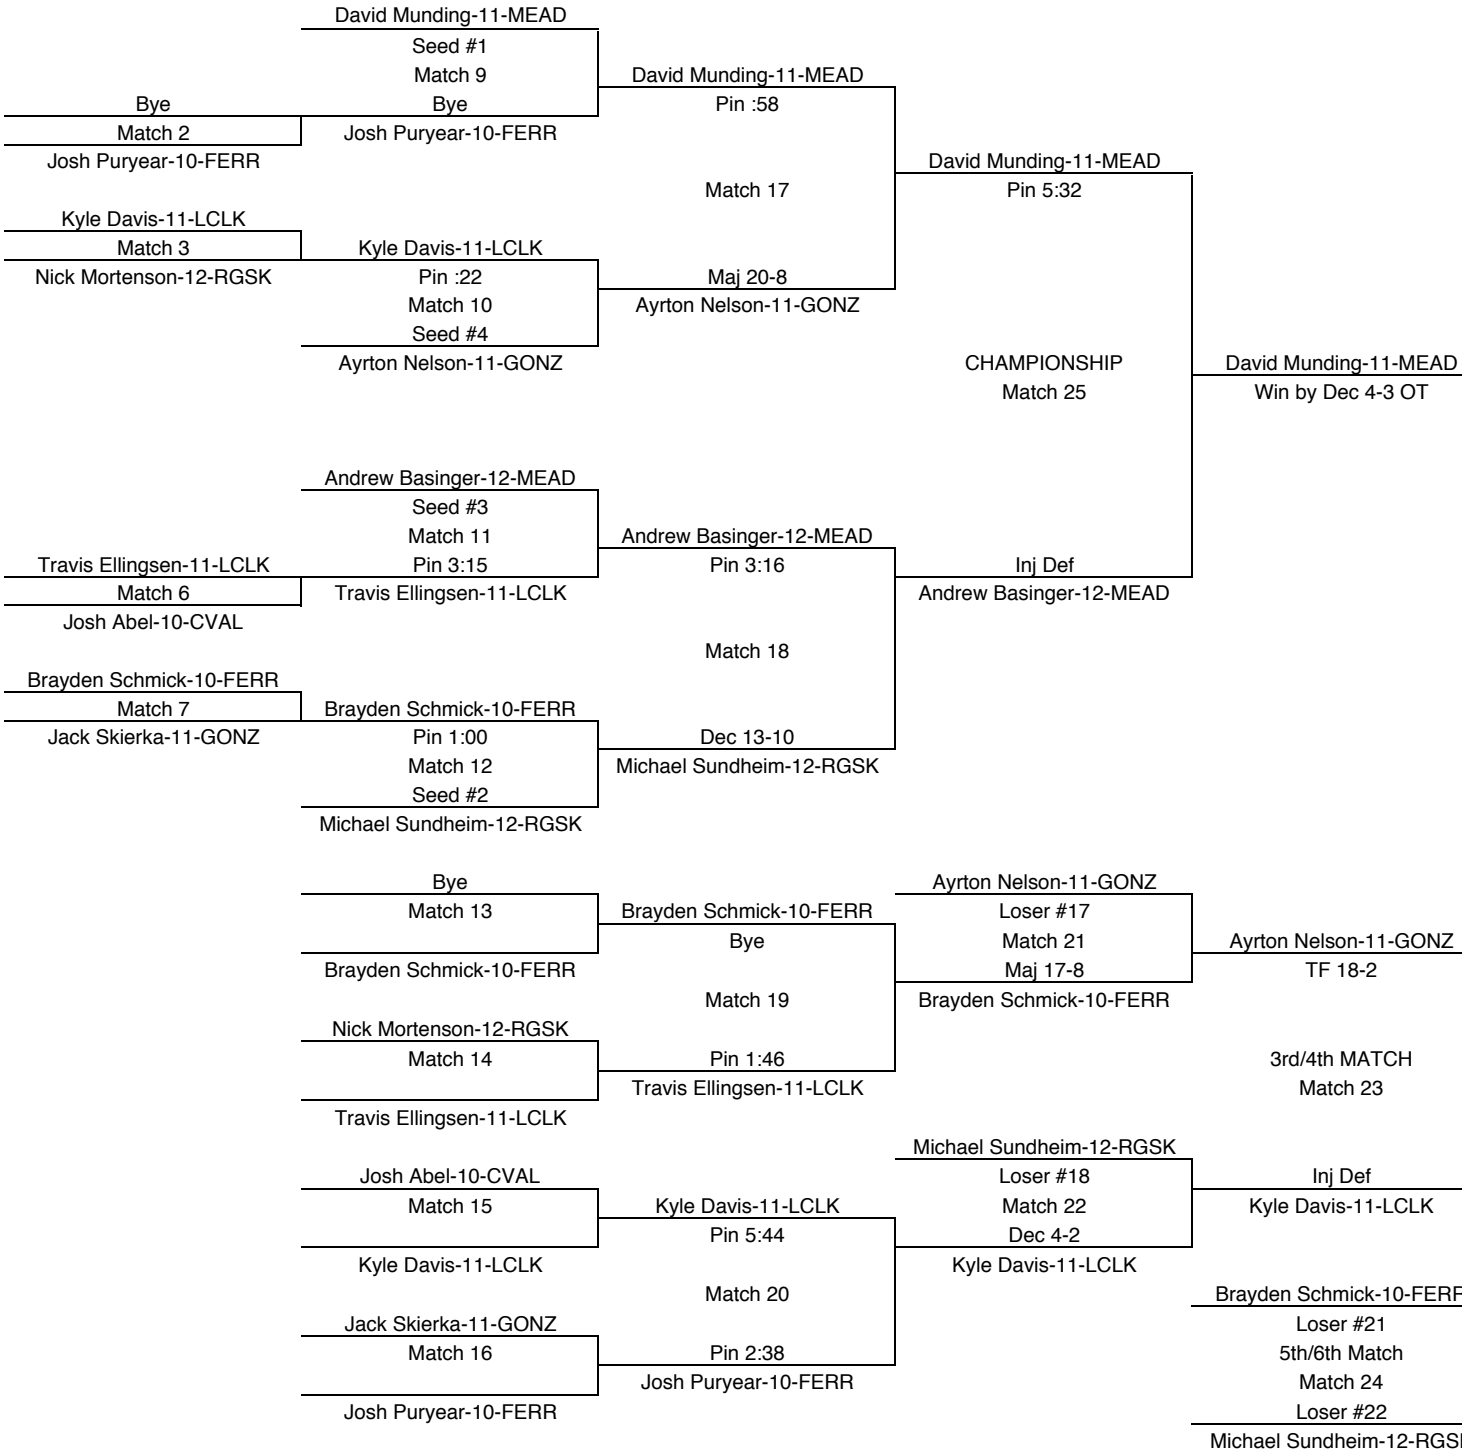 David Munding-11-MEAD
Seed #1
Match 9
David Munding-11-MEAD
Bye
Bye
Pin :58
Match 2
Josh Puryear-10-FERR
Josh Puryear-10-FERR
David Munding-11-MEAD
Match 17
Pin 5:32
Kyle Davis-11-LCLK
Match 3
Kyle Davis-11-LCLK
Nick Mortenson-12-RGSK
Pin :22
Maj 20-8
Match 10
Ayrton Nelson-11-GONZ
Seed #4
Ayrton Nelson-11-GONZ
CHAMPIONSHIP
David Munding-11-MEAD
Match 25
Win by Dec 4-3 OT
Andrew Basinger-12-MEAD
Seed #3
Match 11
Andrew Basinger-12-MEAD
Travis Ellingsen-11-LCLK
Pin 3:15
Pin 3:16
Inj Def
Match 6
Travis Ellingsen-11-LCLK
Andrew Basinger-12-MEAD
Josh Abel-10-CVAL
Match 18
Brayden Schmick-10-FERR
Match 7
Brayden Schmick-10-FERR
Jack Skierka-11-GONZ
Pin 1:00
Dec 13-10
Match 12
Michael Sundheim-12-RGSK
Seed #2
Michael Sundheim-12-RGSK
Bye
Ayrton Nelson-11-GONZ
Match 13
Brayden Schmick-10-FERR
Loser #17
Bye
Match 21
Ayrton Nelson-11-GONZ
Brayden Schmick-10-FERR
Maj 17-8
TF 18-2
Match 19
Brayden Schmick-10-FERR
Nick Mortenson-12-RGSK
Match 14
Pin 1:46
3rd/4th MATCH
Travis Ellingsen-11-LCLK
Match 23
Travis Ellingsen-11-LCLK
Michael Sundheim-12-RGSK
Josh Abel-10-CVAL
Loser #18
Inj Def
Match 15
Kyle Davis-11-LCLK
Match 22
Kyle Davis-11-LCLK
Pin 5:44
Dec 4-2
Kyle Davis-11-LCLK
Kyle Davis-11-LCLK
Match 20
Brayden Schmick-10-FERR
Jack Skierka-11-GONZ
Loser #21
Match 16
Pin 2:38
5th/6th Match
Josh Puryear-10-FERR
Match 24
Josh Puryear-10-FERR
Loser #22
Michael Sundheim-12-RGSK